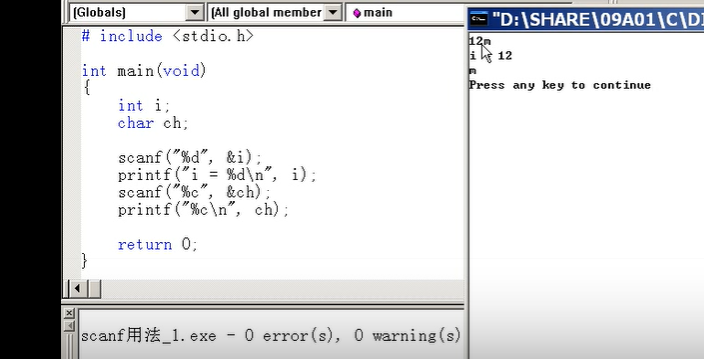 (Globals)
(All global member
main
"D:\SHARE\09A01\C\DI
# include <stdio.h>
int main(void)
{
int i;
char ch;
scanf("%d", &i);
printf("i = %d\n", i);
scanf("%c", &ch);
printf("%c\n", ch);
return 0;
}
12m
i = 12
m
Press any key to continue
scanf用法_1.exe - 0 error(s), 0 warning(s)